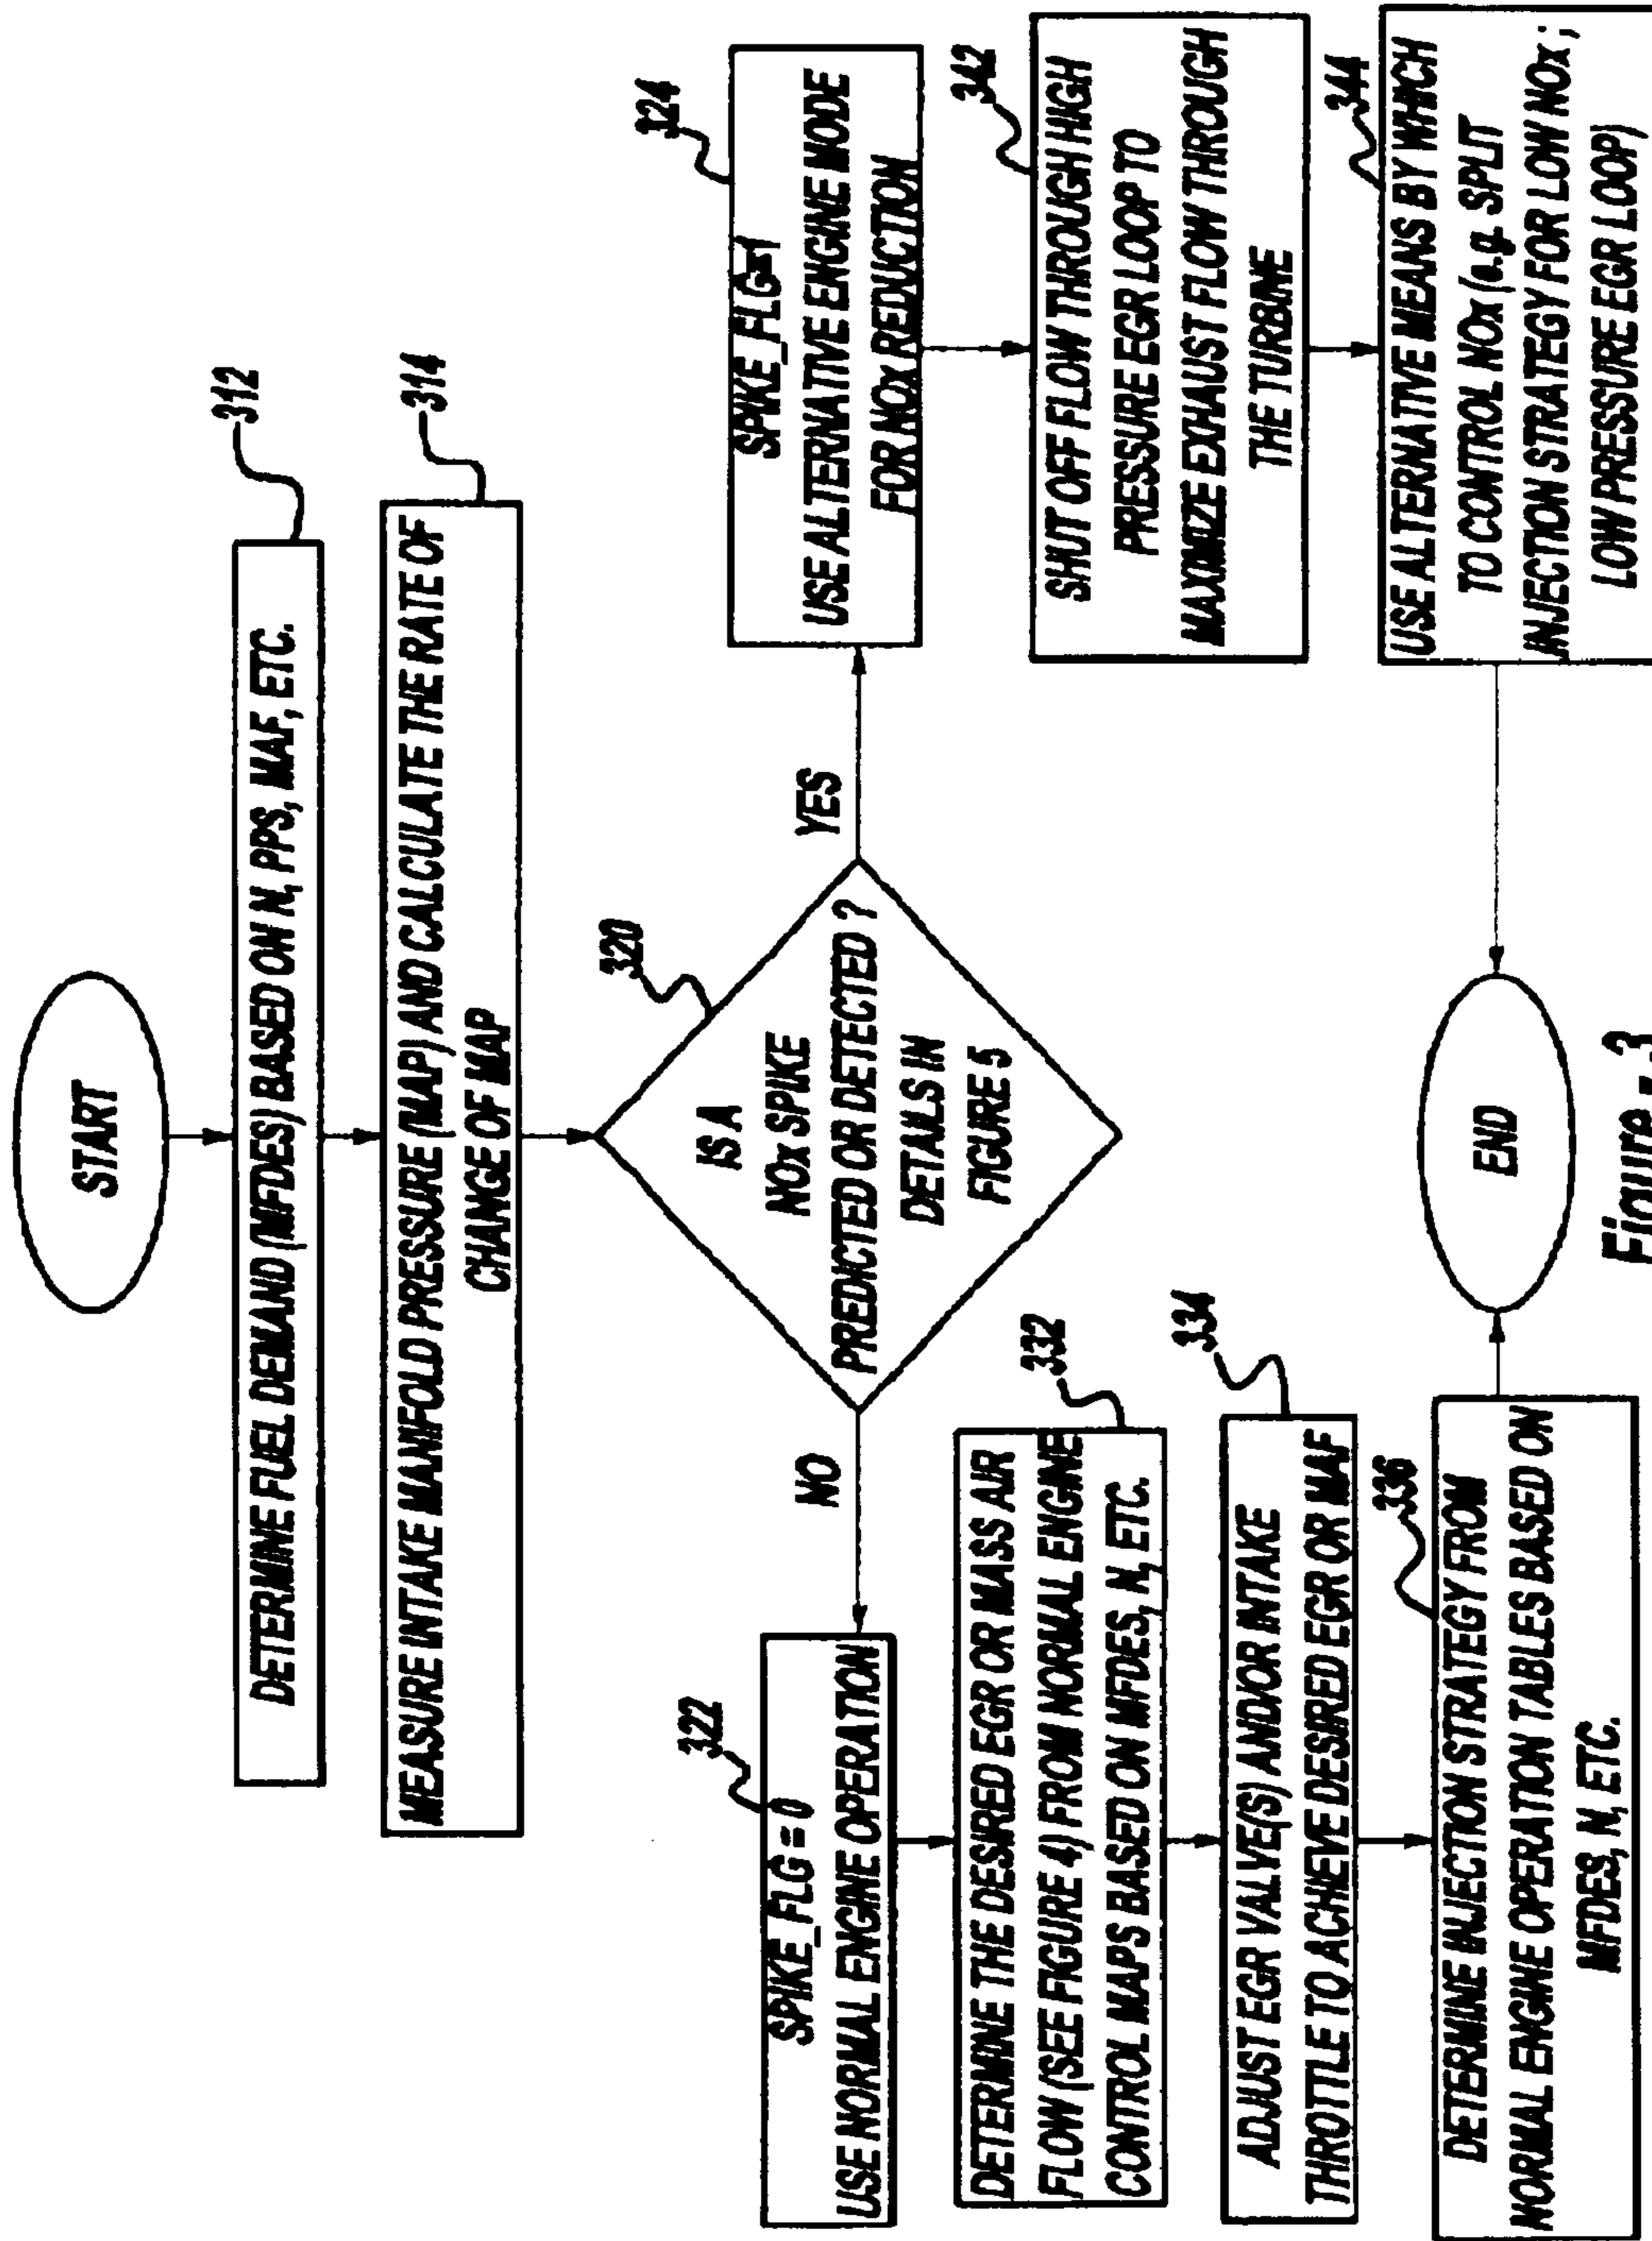 START
312
DETERMINE FUEL DEMAND (MFDES) BASED ON N, PPS, MAF, ETC.
314
MEASURE INTAKE MANIFOLD PRESSURE (MAP) AND CALCULATE THE RATE OF
CHANGE OF MAP
320
IS A
NOx SPIKE
PREDICTED OR DETECTED ?
DETAILS IN
FIGURE 5
NO
YES
322
SPIKE_FLG = 0
USE NORMAL ENGINE OPERATION
332
DETERMINE THE DESIRED EGR OR MASS AIR
FLOW (SEE FIGURE 4) FROM NORMAL ENGINE
CONTROL MAPS BASED ON MFDES, N, ETC.
334
ADJUST EGR VALVE(S) AND/OR INTAKE
THROTTLE TO ACHIEVE DESIRED EGR OR MAF
336
DETERMINE INJECTION STRATEGY FROM
NORMAL ENGINE OPERATION TABLES BASED ON
MFDES, N, ETC.
324
SPIKE_FLG=1
USE ALTERNATIVE ENGINE MODE
FOR NOx REDUCTION
342
SHUT OFF FLOW THROUGH HIGH
PRESSURE EGR LOOP TO
MAXIMIZE EXHAUST FLOW THROUGH
THE TURBINE
344
USE ALTERNATIVE MEANS BY WHICH
TO CONTROL NOx (e.g. SPLIT
INJECTION STRATEGY FOR LOW NOx ;
LOW PRESSURE EGR LOOP)
END
Figure - 3